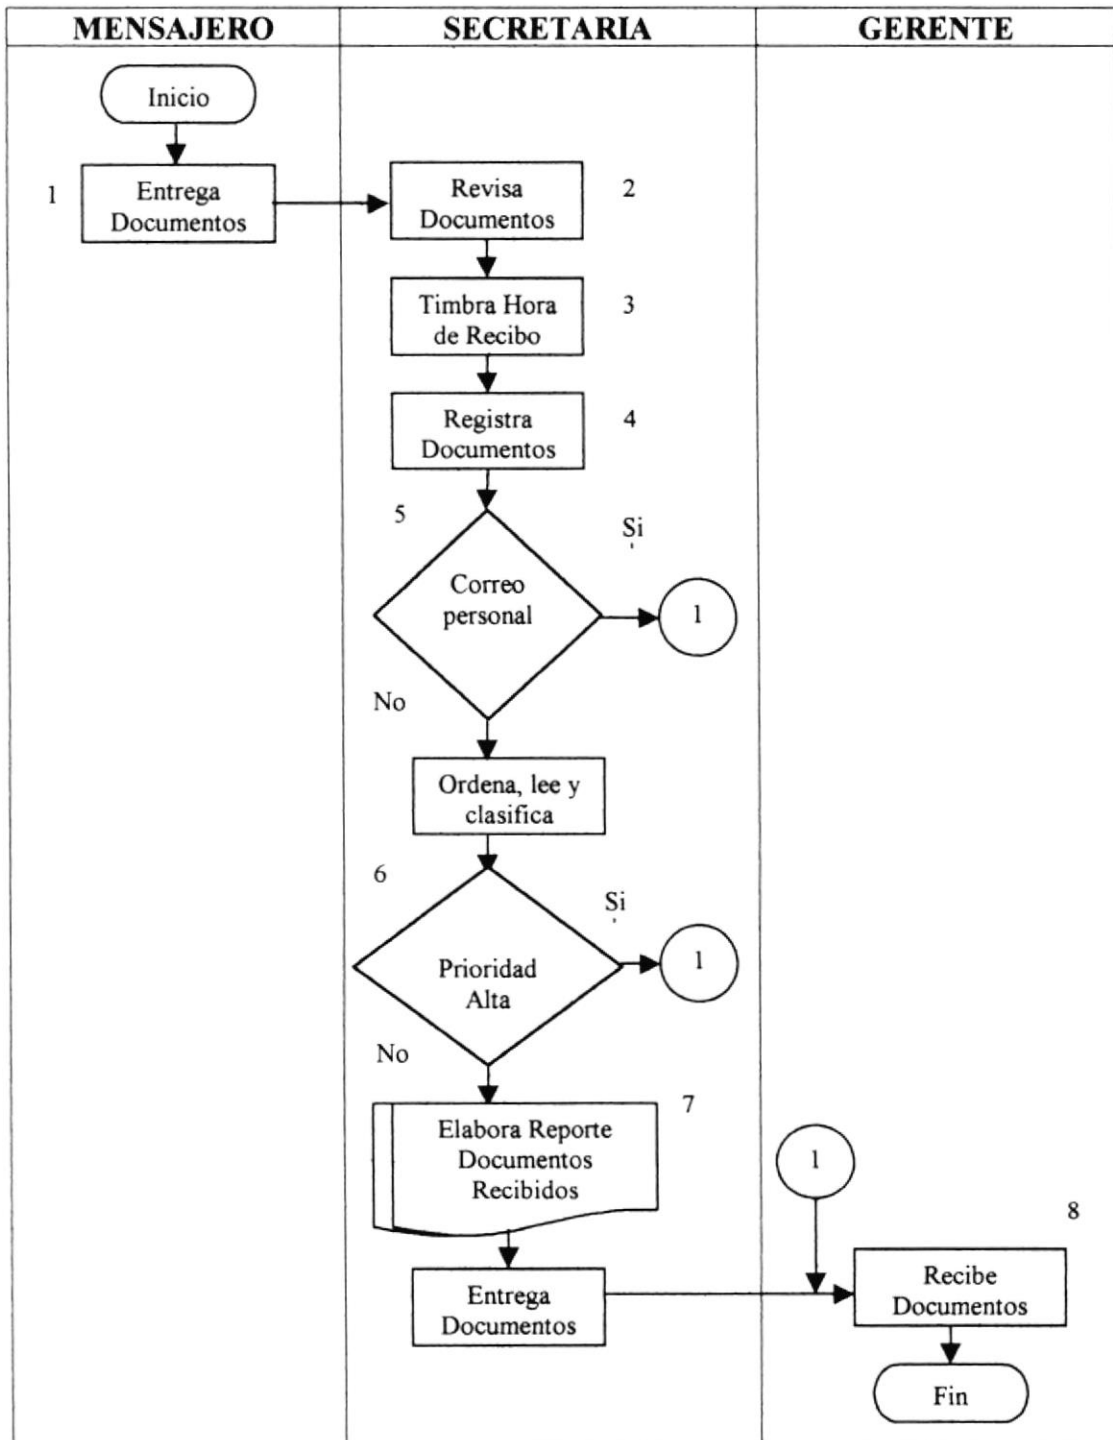 MENSAJERO
SECRETARIA
GERENTE
Inicio
1
Entrega
Documentos
Revisa
Documentos
2
Timbra Hora
de Recibo
3
Registra
Documentos
4
5
Si
Correo
personal
1
No
Ordena, lee y
clasifica
6
Si
Prioridad
Alta
1
No
7
Elabora Reporte
Documentos
Recibidos
1
8
Entrega
Documentos
Recibe
Documentos
Fin